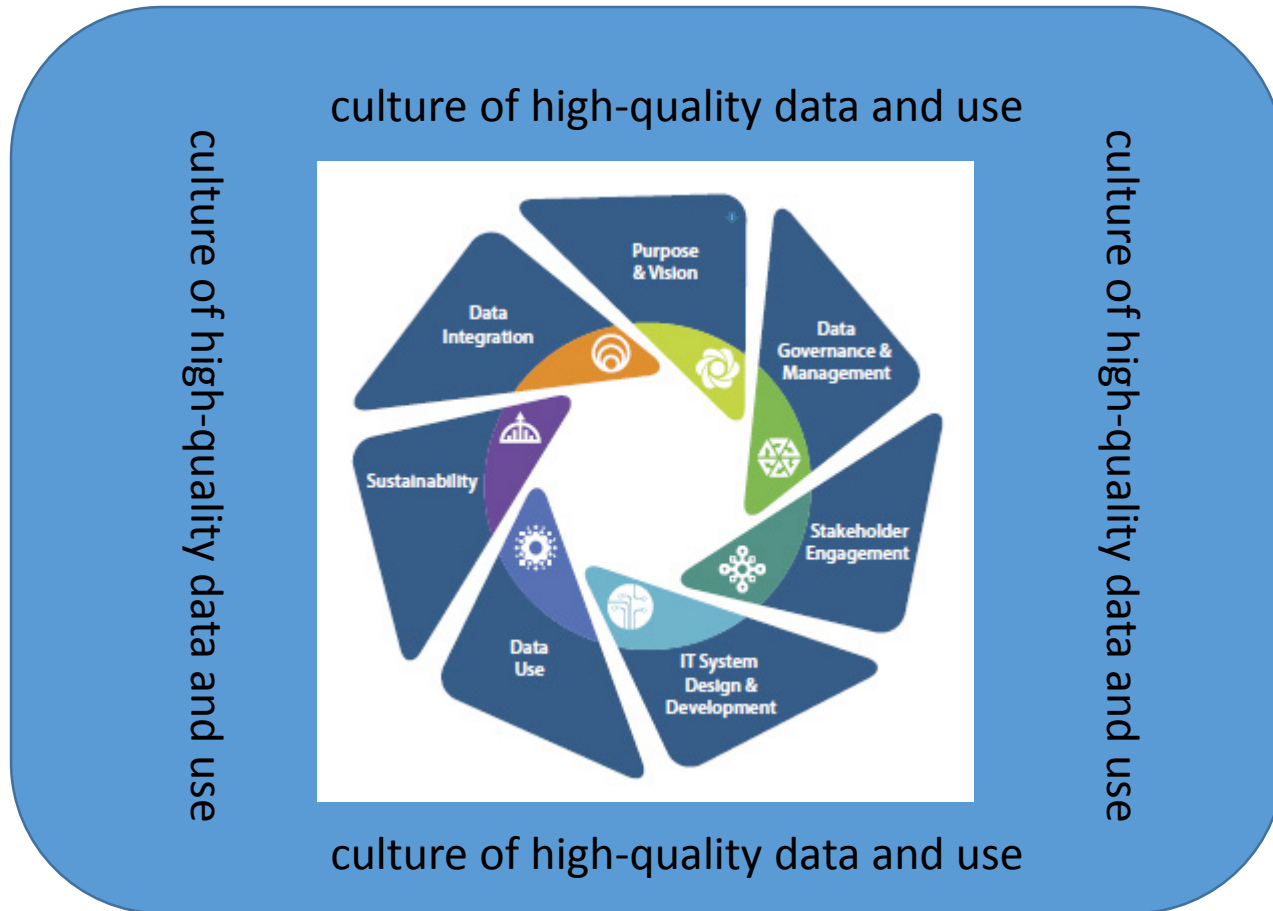 culture of high-quality data and use
culture of high-quality data and use
culture of high-quality data and use
Purpose
& Vision
Data
Governance &
Management
Stakeholder
Engagement
IT System
Design &
Development
Data
Use
Sustainability
Data
Integration
culture of high-quality data and use